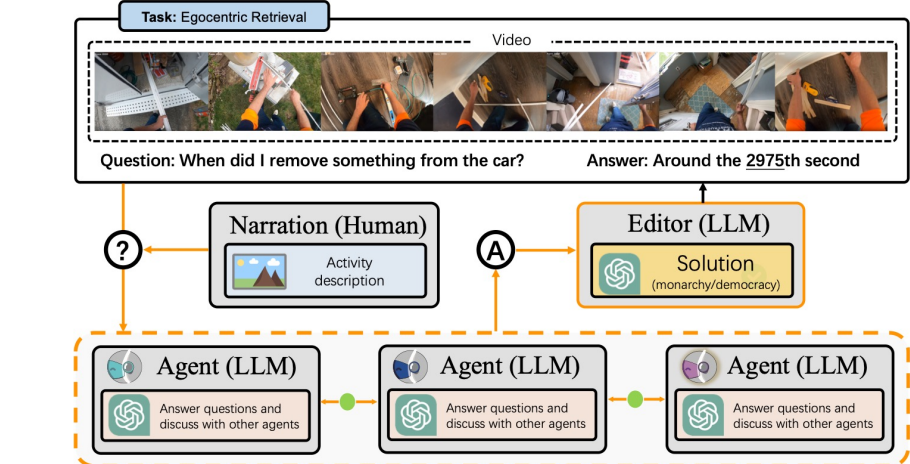 Task: Egocentric Retrieval
Video
Question: When did I remove something from the car?
Answer: Around the 2975th second
?
Narration (Human)
Activity
description
A
Editor (LLM)
Solution
(monarchy/democracy)
Agent (LLM)
Answer questions and
discuss with other agents
Agent (LLM)
Answer questions and
discuss with other agents
Agent (LLM)
Answer questions and
discuss with other agents